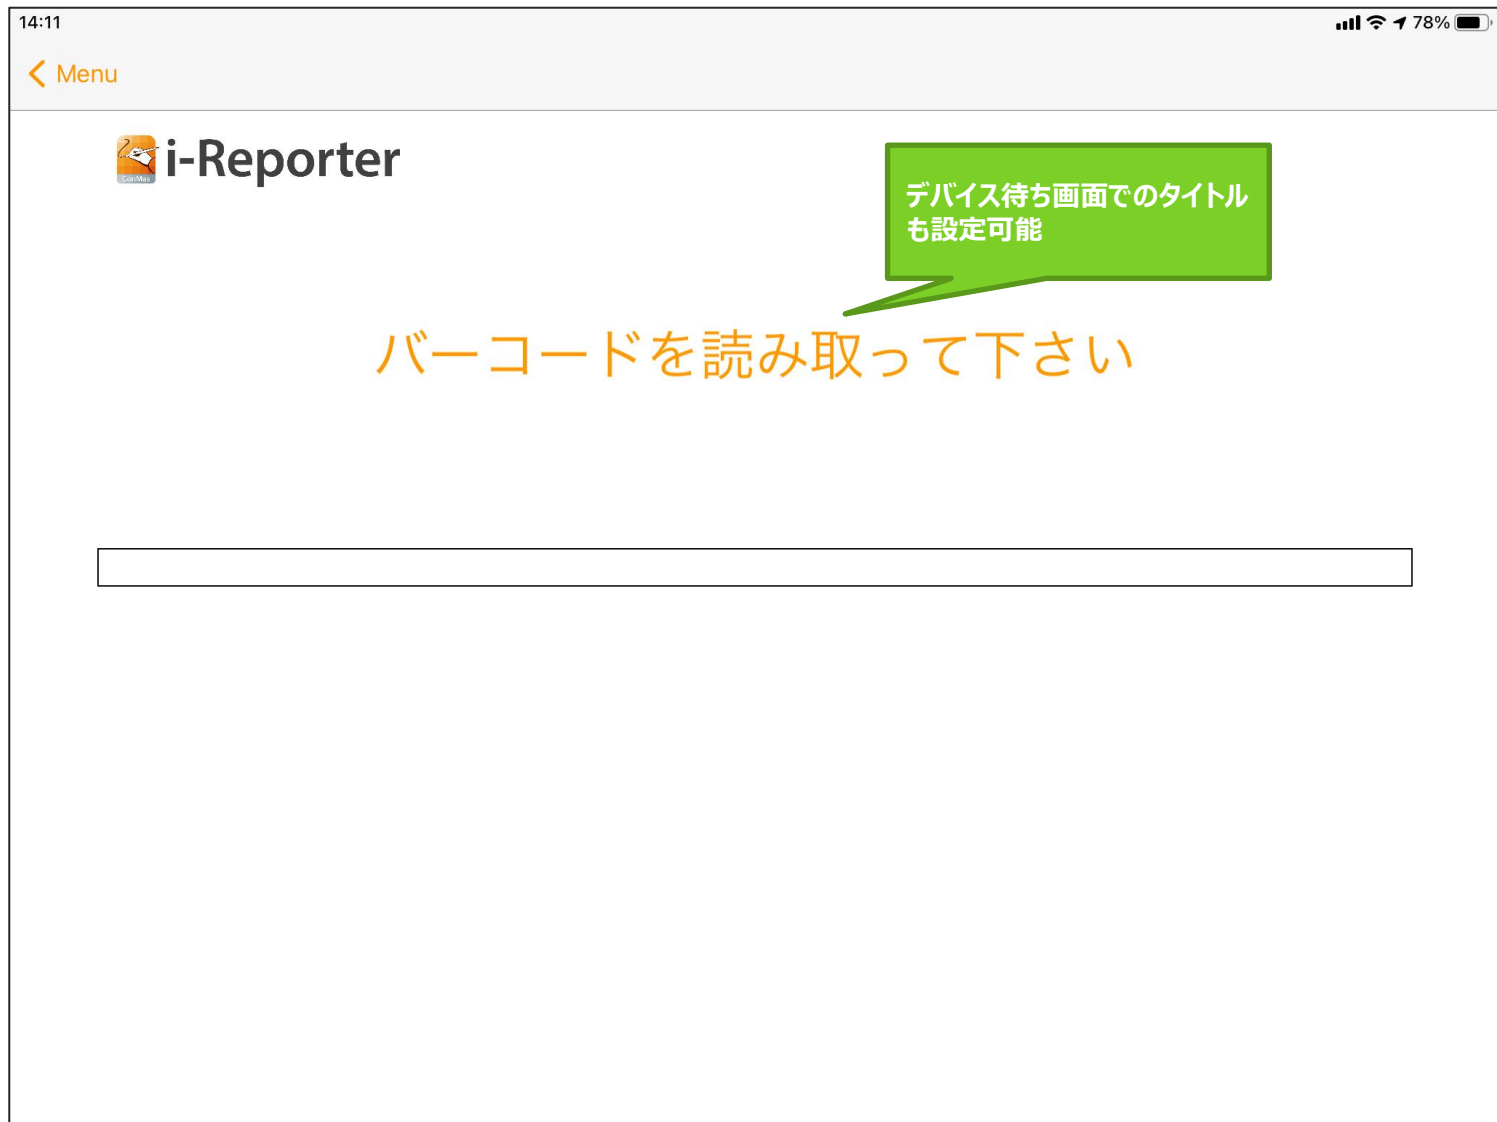 14:11
78%
Menu
ConMas
i-Reporter
デバイス待ち画面でのタイトル
も設定可能
バーコードを読み取って下さい